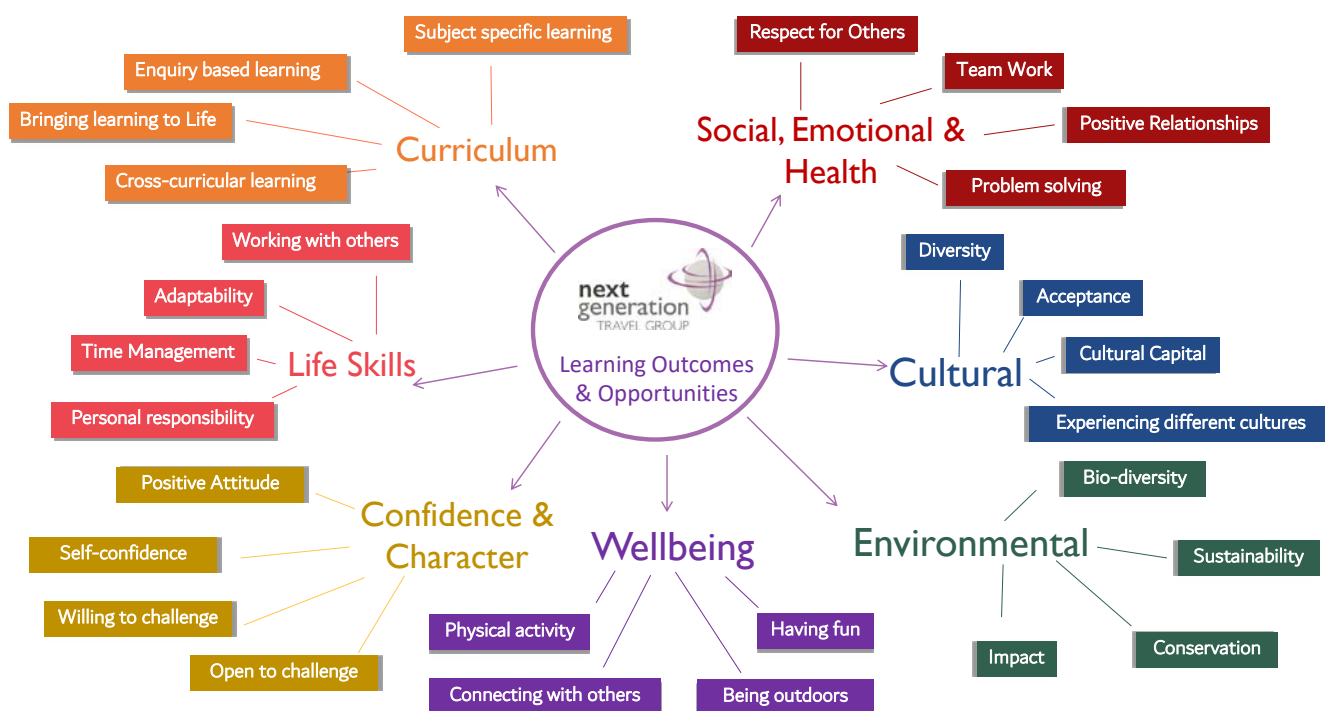 Subject specific learning
Enquiry based learning
Bringing learning to Life
Cross-curricular learning
Curriculum
Respect for Others
Team Work
Positive Relationships
Problem solving
Social, Emotional &
Health
Working with others
Adaptability
Time Management
Personal responsibility
Life Skills
next
generation
TRAVEL GROUP
Learning Outcomes
& Opportunities
Diversity
Acceptance
Cultural Capital
Experiencing different cultures
Cultural
Positive Attitude
Self-confidence
Willing to challenge
Open to challenge
Confidence &
Character
Wellbeing
Physical activity
Having fun
Connecting with others
Being outdoors
Environmental
Bio-diversity
Sustainability
Conservation
Impact